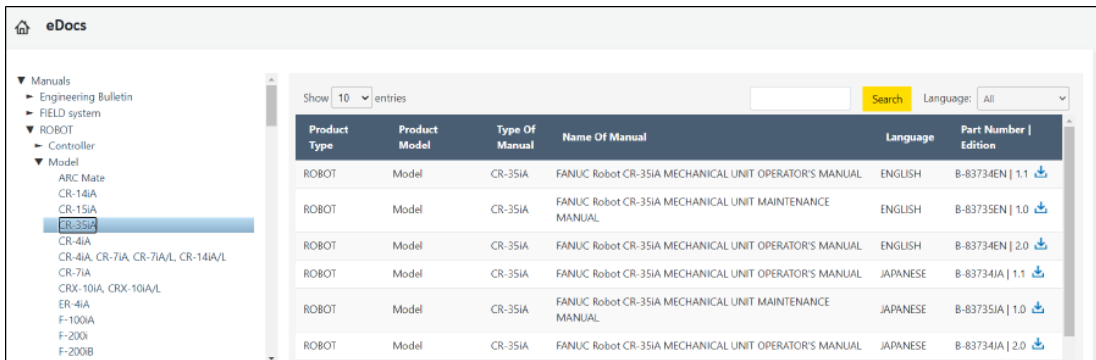 eDocs
▼ Manuals
► Engineering Bulletin
► FIELD system
▼ ROBOT
► Controller
▼ Model
ARC Mate
CR-14iA
CR-15iA
CR-35iA
CR-4iA
CR-4iA, CR-7iA, CR-7iA/L, CR-14iA/L
CR-7iA
CRX-10iA, CRX-10iA/L
ER-4iA
F-100iA
F-200i
F-200iB
Show 10 entries Search Language: All
Product Type Product Model Type Of Manual Name Of Manual Language Part Number | Edition
ROBOT Model CR-35iA FANUC Robot CR-35iA MECHANICAL UNIT OPERATOR'S MANUAL ENGLISH B-83734EN | 1.1
ROBOT Model CR-35iA FANUC Robot CR-35iA MECHANICAL UNIT MAINTENANCE MANUAL ENGLISH B-83735EN | 1.0
ROBOT Model CR-35iA FANUC Robot CR-35iA MECHANICAL UNIT OPERATOR'S MANUAL ENGLISH B-83734EN | 2.0
ROBOT Model CR-35iA FANUC Robot CR-35iA MECHANICAL UNIT OPERATOR'S MANUAL JAPANESE B-83734JA | 1.1
ROBOT Model CR-35iA FANUC Robot CR-35iA MECHANICAL UNIT MAINTENANCE MANUAL JAPANESE B-83735JA | 1.0
ROBOT Model CR-35iA FANUC Robot CR-35iA MECHANICAL UNIT OPERATOR'S MANUAL JAPANESE B-83734JA | 2.0